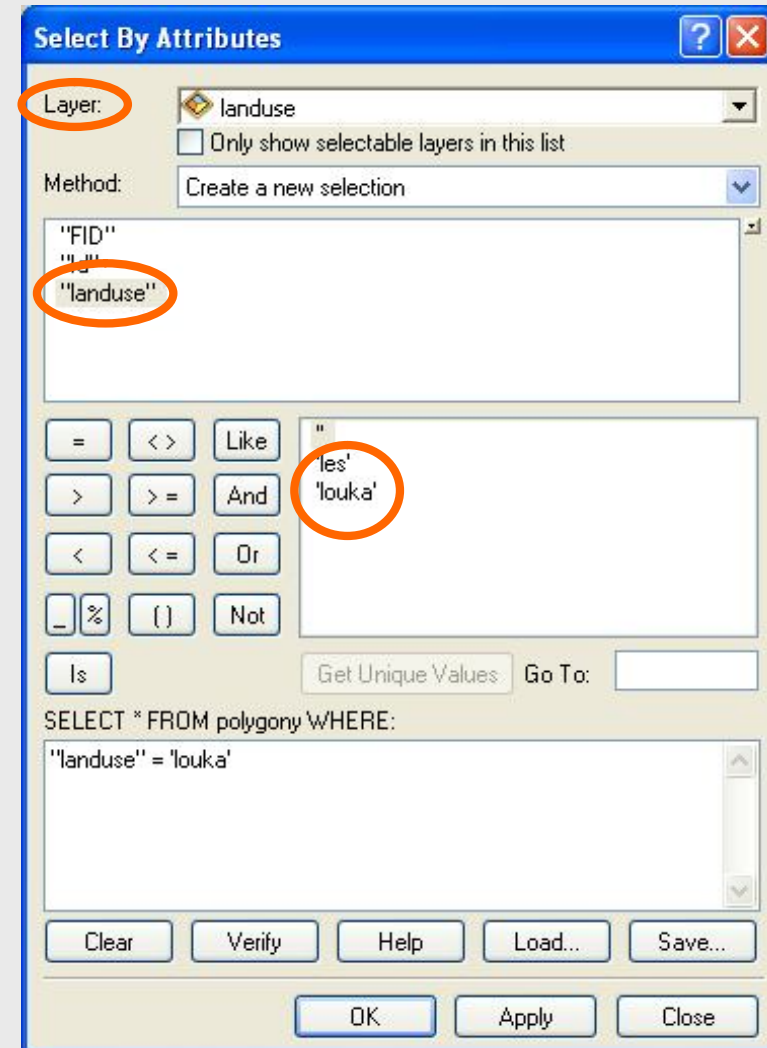 Select By Attributes
Layer: landuse
Only show selectable layers in this list
Method: Create a new selection
"FID"
"Id"
"landuse"
= < > Like
> > = And
< < = Or
_ % ( ) Not
Is
''
'les'
'louka'
Get Unique Values Go To:
SELECT * FROM polygony WHERE:
"landuse" = 'louka'
Clear Verify Help Load... Save...
OK Apply Close